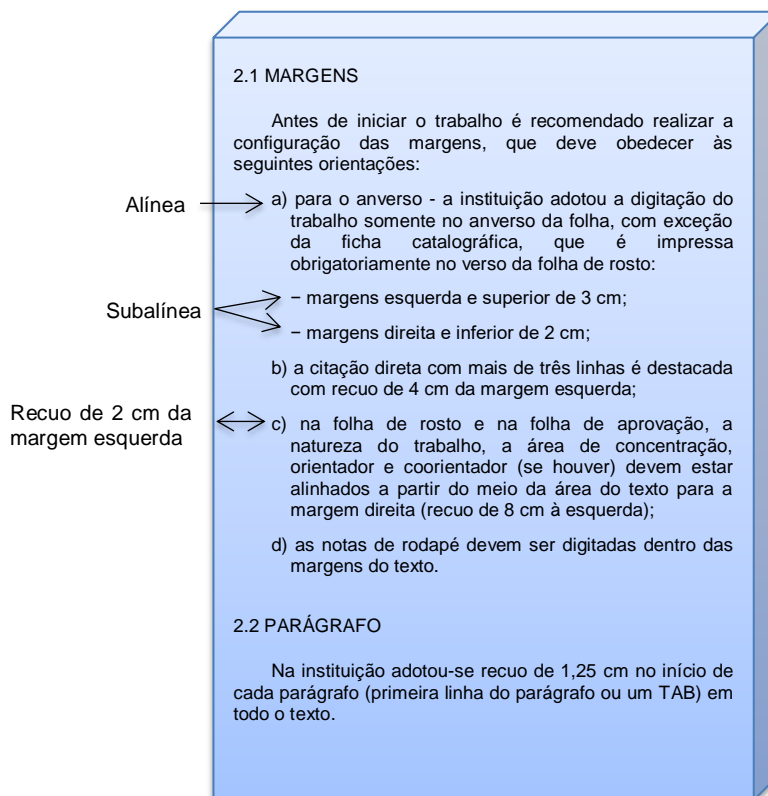 2.1 MARGENS
Antes de iniciar o trabalho é recomendado realizar a
configuração das margens, que deve obedecer às
seguintes orientações:
Alínea
a) para o anverso - a instituição adotou a digitação do
trabalho somente no anverso da folha, com exceção
da ficha catalográfica, que é impressa
obrigatoriamente no verso da folha de rosto:
Subalínea
− margens esquerda e superior de 3 cm;
− margens direita e inferior de 2 cm;
b) a citação direta com mais de três linhas é destacada
com recuo de 4 cm da margem esquerda;
Recuo de 2 cm da
margem esquerda
c) na folha de rosto e na folha de aprovação, a
natureza do trabalho, a área de concentração,
orientador e coorientador (se houver) devem estar
alinhados a partir do meio da área do texto para a
margem direita (recuo de 8 cm à esquerda);
d) as notas de rodapé devem ser digitadas dentro das
margens do texto.
2.2 PARÁGRAFO
Na instituição adotou-se recuo de 1,25 cm no início de
cada parágrafo (primeira linha do parágrafo ou um TAB) em
todo o texto.